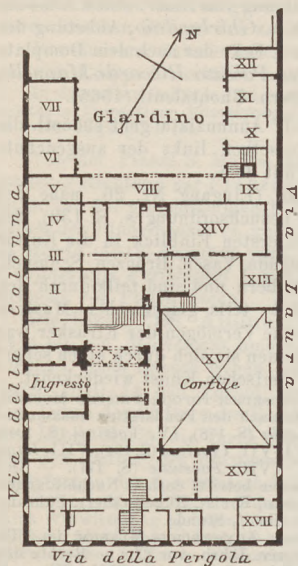 N
XII
VII
XI
Giardino
X
VI
V
VIII
IX
IV
XIV
III
XIII
II
I
XV
Ingresso
Cortile
XVI
XVII
Via della Colonna
Via Laura
Via della Pergola